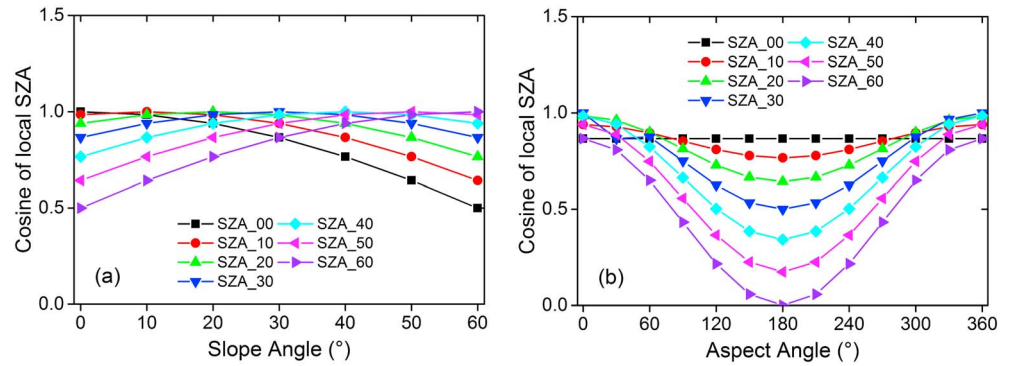 1.5
1.0
0.5
0.0
Cosine of local SZA
SZA_00
SZA_40
SZA_10
SZA_50
SZA_20
SZA_60
SZA_30
(a)
0 10 20 30 40 50 60
Slope Angle (°)
1.5
1.0
0.5
0.0
Cosine of local SZA
SZA_00
SZA_40
SZA_10
SZA_50
SZA_20
SZA_60
SZA_30
(b)
0 60 120 180 240 300 360
Aspect Angle (°)